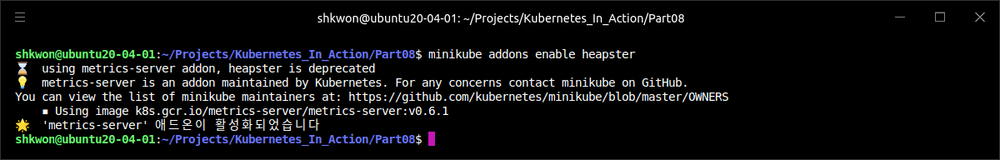 shkwon@ubuntu20-04-01: ~/Projects/Kubernetes_In_Action/Part08
shkwon@ubuntu20-04-01:~/Projects/Kubernetes_In_Action/Part08$ minikube addons enable heapster
⌛  using metrics-server addon, heapster is deprecated
💡  metrics-server is an addon maintained by Kubernetes. For any concerns contact minikube on GitHub.
You can view the list of minikube maintainers at: https://github.com/kubernetes/minikube/blob/master/OWNERS
    ▪ Using image k8s.gcr.io/metrics-server/metrics-server:v0.6.1
🌟  'metrics-server' 애드온이 활성화되었습니다
shkwon@ubuntu20-04-01:~/Projects/Kubernetes_In_Action/Part08$